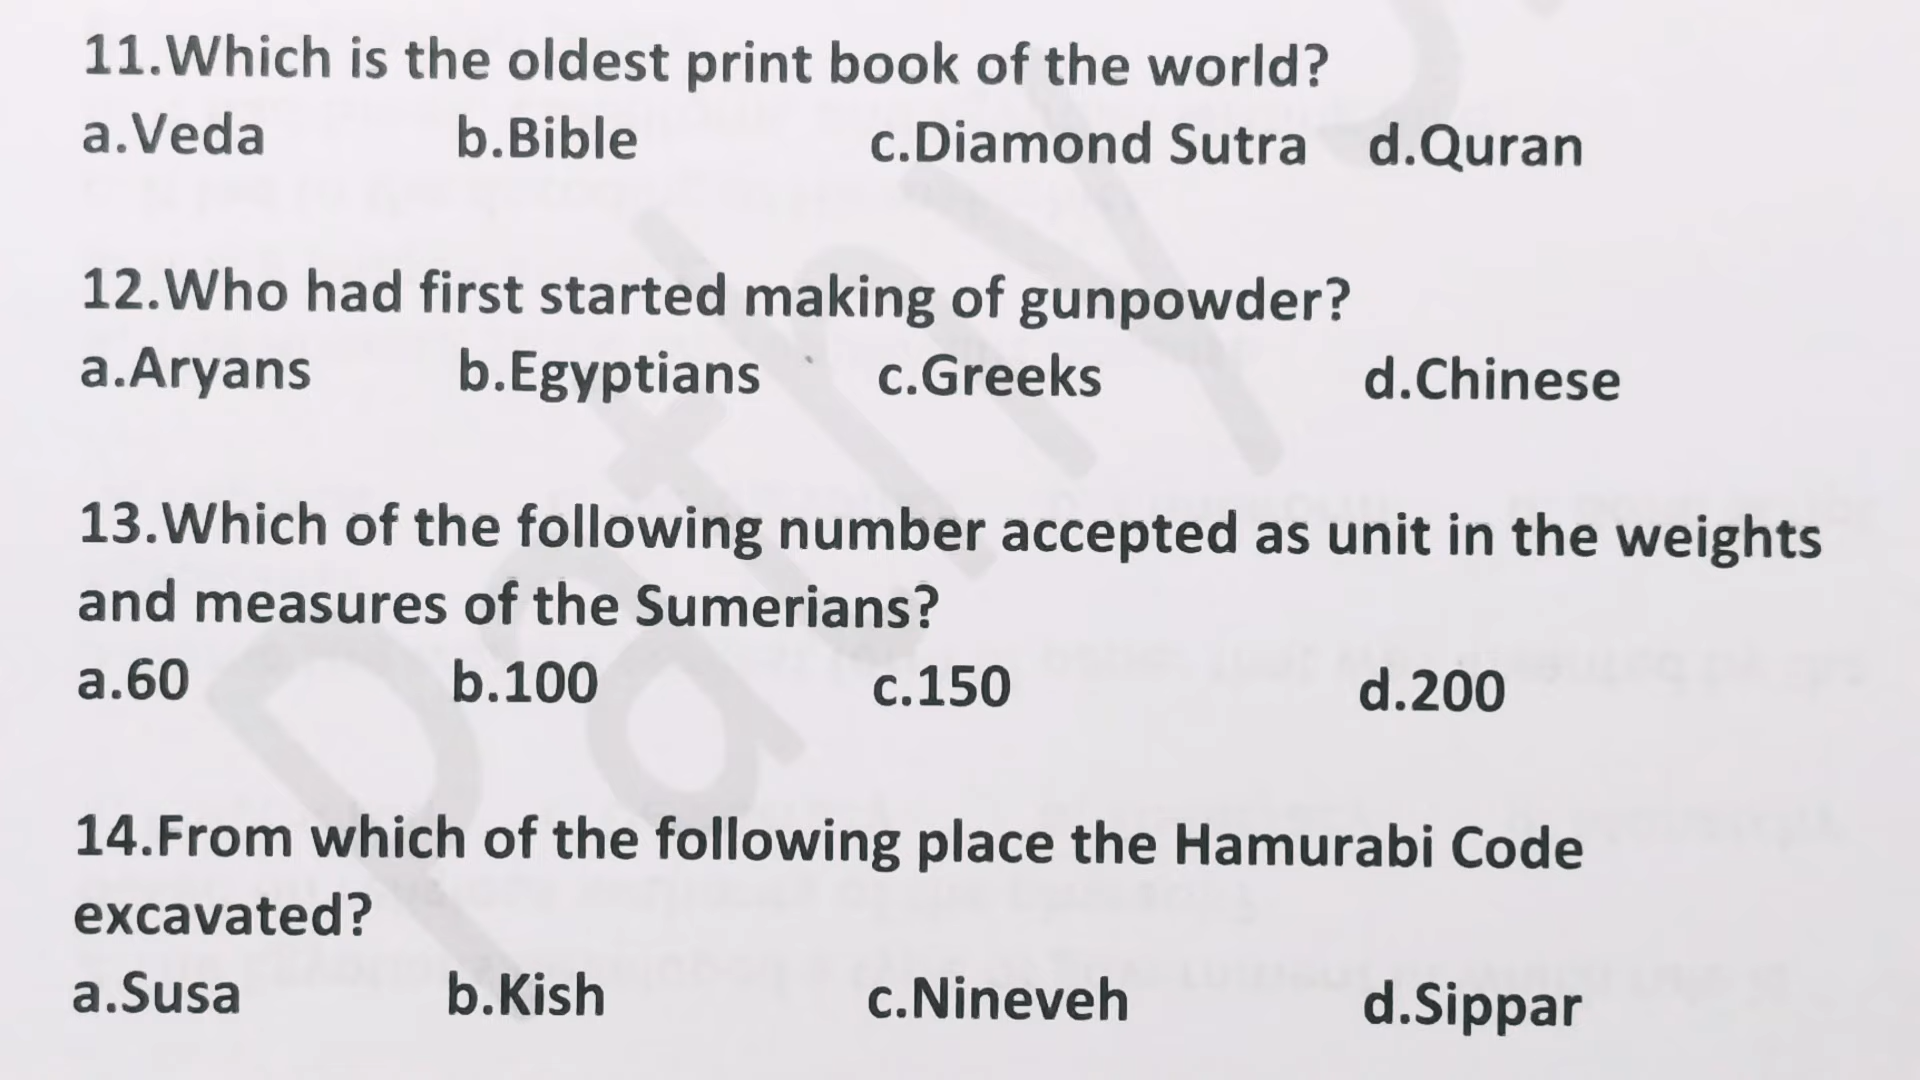 11.Which is the oldest print book of the world?
a.Veda b.Bible c.Diamond Sutra d.Quran
12.Who had first started making of gunpowder?
a.Aryans b.Egyptians c.Greeks d.Chinese
13.Which of the following number accepted as unit in the weights
and measures of the Sumerians?
a.60 b.100 c.150 d.200
14.From which of the following place the Hamurabi Code
excavated?
a.Susa b.Kish c.Nineveh d.Sippar